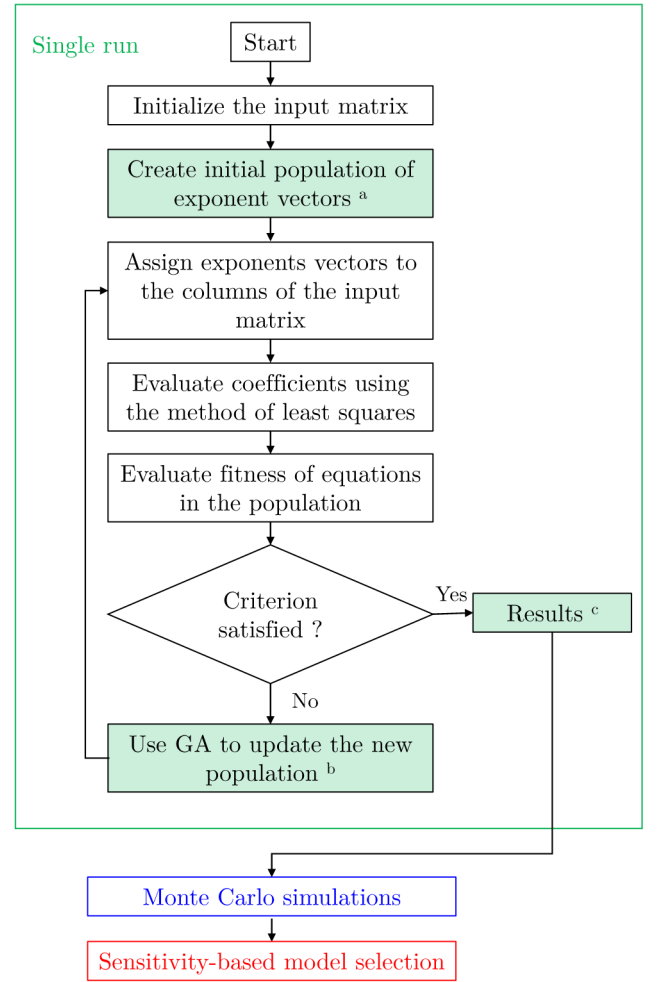 Single run
Start
Initialize the input matrix
Create initial population of
exponent vectors ᵃ
Assign exponents vectors to
the columns of the input
matrix
Evaluate coefficients using
the method of least squares
Evaluate fitness of equations
in the population
Criterion
satisfied ?
Yes
Results ᶜ
No
Use GA to update the new
population ᵇ
Monte Carlo simulations
Sensitivity-based model selection